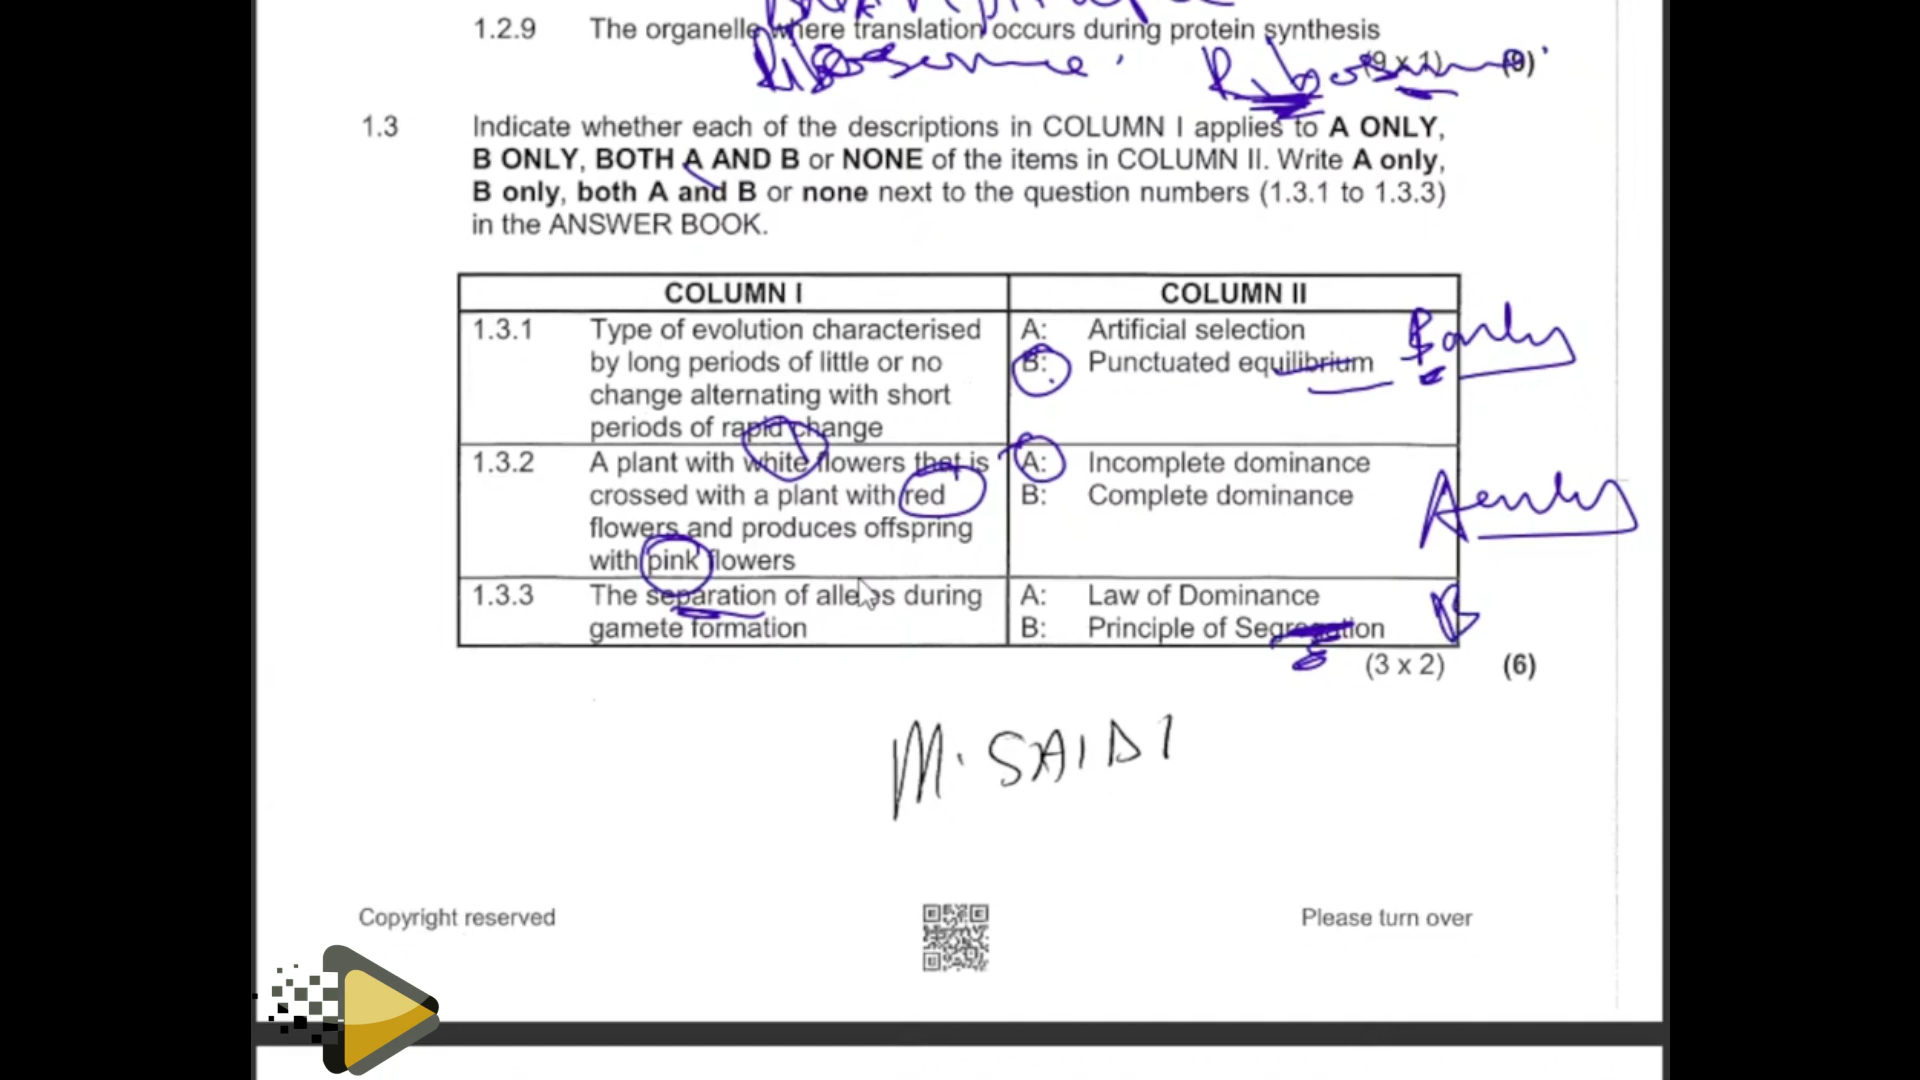 1.2.9 The organelle where translation occurs during protein synthesis
Ribosome. Ribosome
(9 x 1) (9)
1.3 Indicate whether each of the descriptions in COLUMN I applies to A ONLY,
B ONLY, BOTH A AND B or NONE of the items in COLUMN II. Write A only,
B only, both A and B or none next to the question numbers (1.3.1 to 1.3.3)
in the ANSWER BOOK.
COLUMN I COLUMN II
1.3.1 Type of evolution characterised A: Artificial selection
by long periods of little or no B: Punctuated equilibrium B only
change alternating with short
periods of rapid change
1.3.2 A plant with white flowers that is A: Incomplete dominance
crossed with a plant with red B: Complete dominance A only
flowers and produces offspring
with pink flowers
1.3.3 The separation of alleles during A: Law of Dominance B
gamete formation B: Principle of Segregation
(3 x 2) (6)
M. SAIDI
Copyright reserved Please turn over